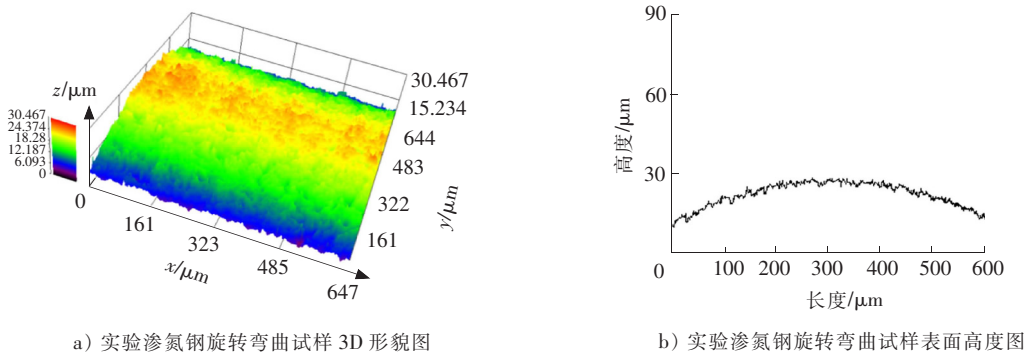 z/μm
30.467
24.374
18.28
12.187
6.093
0
0
161
323
485
647
x/μm
30.467
15.234
644
483
322
161
y/μm
a）实验渗氮钢旋转弯曲试样 3D 形貌图
90
60
30
0
高度/μm
100 200 300 400 500 600
长度/μm
b）实验渗氮钢旋转弯曲试样表面高度图